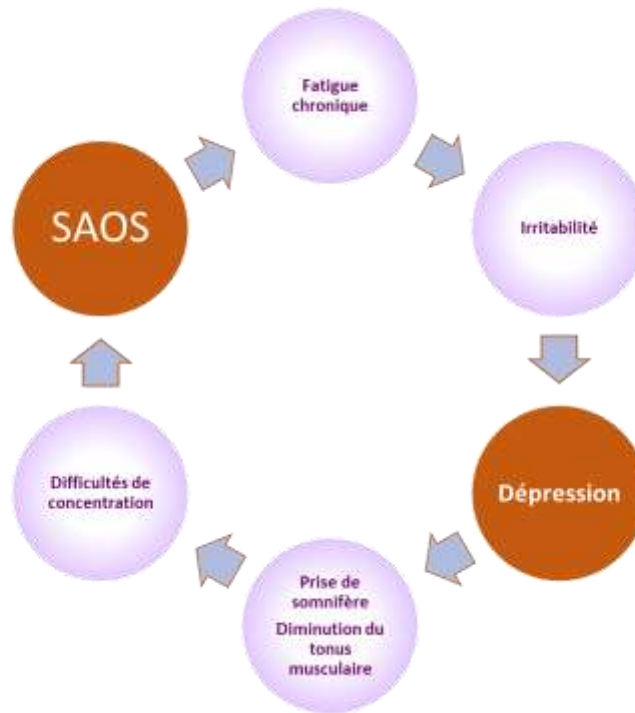 Fatigue
chronique
SAOS
Irritabilité
Difficultés de
concentration
Dépression
Prise de
somnifère
Diminution du
tonus
musculaire